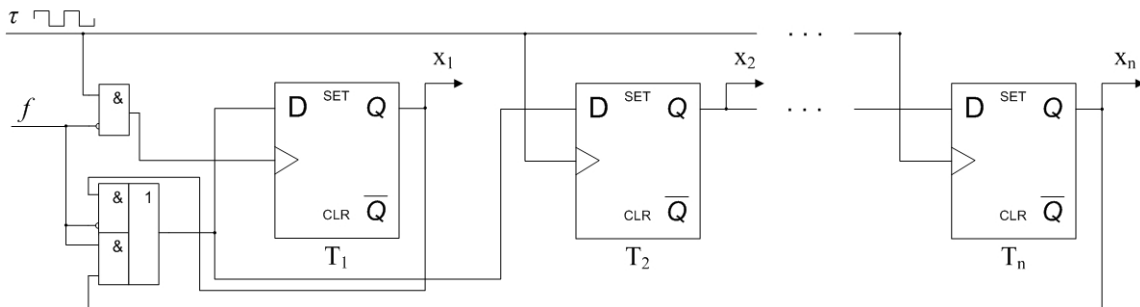 τ
. . .
x₁
x₂
xₙ
f
&
SET
D
Q
SET
D
Q
. . .
SET
D
Q
&
1
&
CLR
Q̅
CLR
Q̅
CLR
Q̅
T₁
T₂
Tₙ